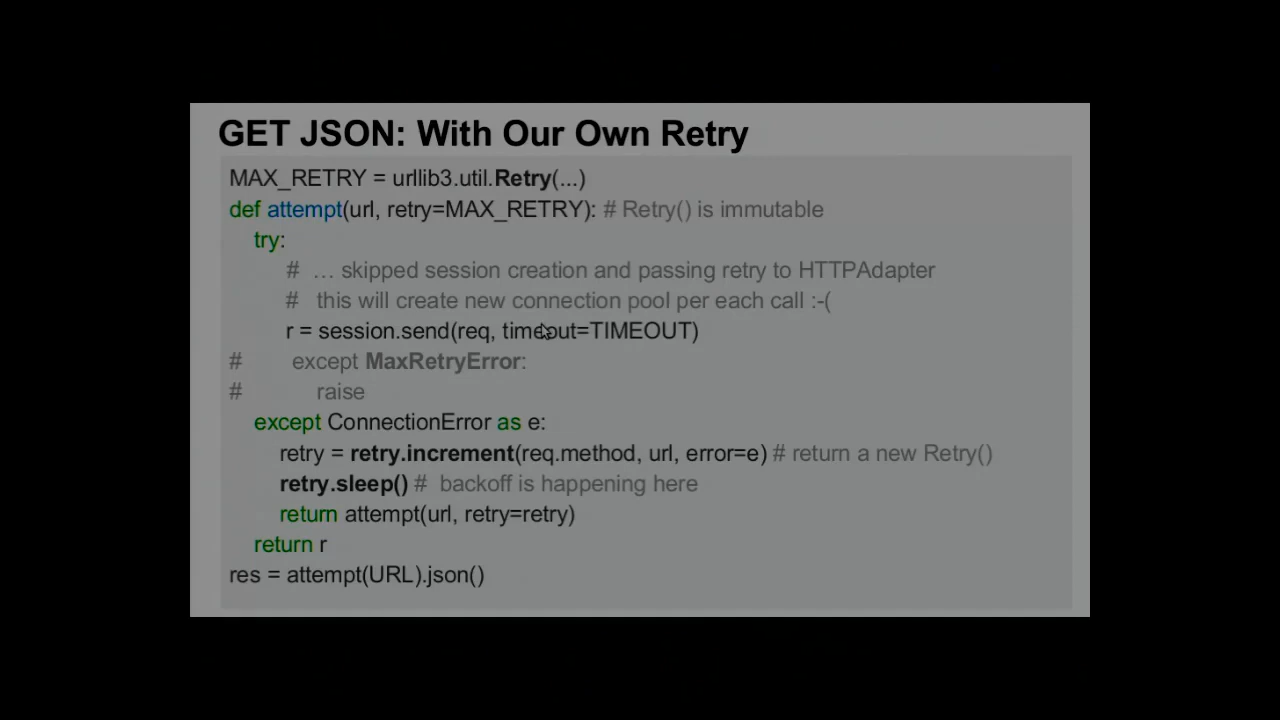 GET JSON: With Our Own Retry
MAX_RETRY = urllib3.util.Retry(...)
def attempt(url, retry=MAX_RETRY): # Retry() is immutable
try:
# … skipped session creation and passing retry to HTTPAdapter
# this will create new connection pool per each call :-(
r = session.send(req, timeout=TIMEOUT)
# except MaxRetryError:
# raise
except ConnectionError as e:
retry = retry.increment(req.method, url, error=e) # return a new Retry()
retry.sleep() # backoff is happening here
return attempt(url, retry=retry)
return r
res = attempt(URL).json()